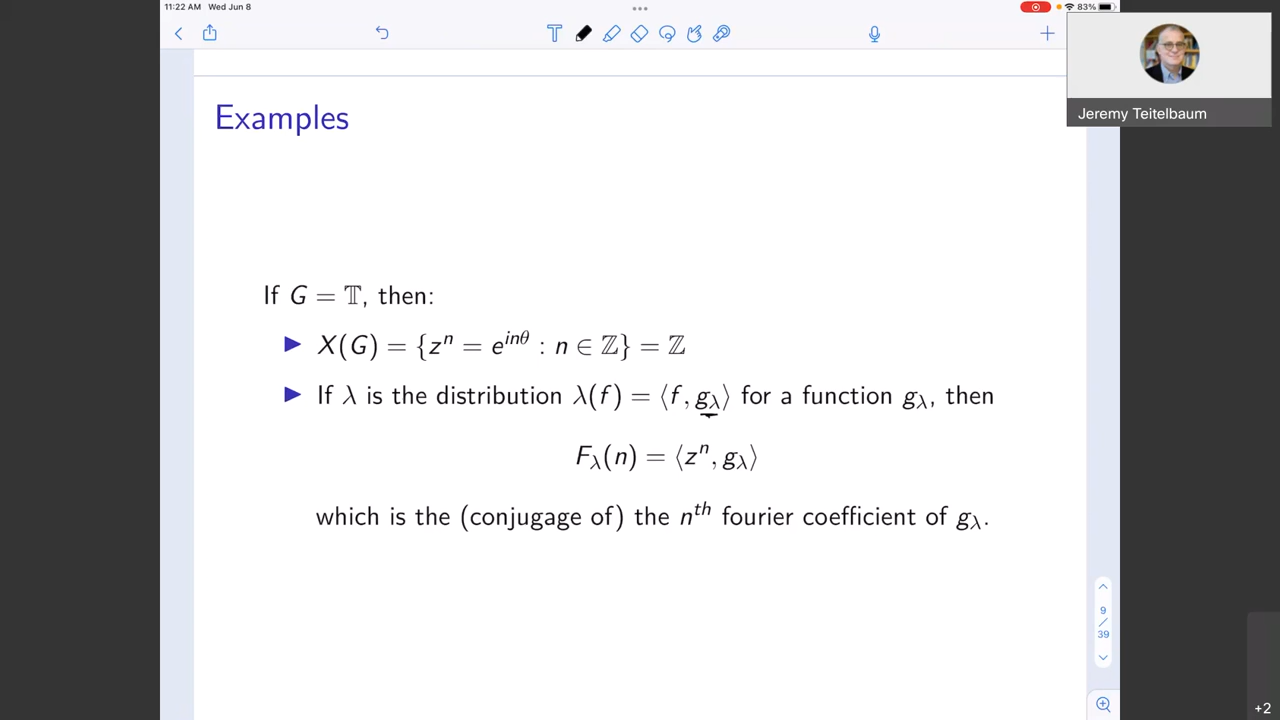 11:22 AM Wed Jun 8
83%
Jeremy Teitelbaum
Examples
If G = 𝕋, then:
▶ X(G) = {zⁿ = e^{inθ} : n ∈ ℤ} = ℤ
▶ If λ is the distribution λ(f) = ⟨f, g_λ⟩ for a function g_λ, then
F_λ(n) = ⟨zⁿ, g_λ⟩
which is the (conjugage of) the n^{th} fourier coefficient of g_λ.
9
/
39
+2